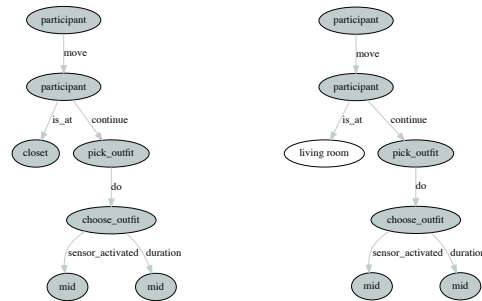 participant
move
participant
is_at
continue
closet
pick_outfit
do
choose_outfit
sensor_activated
duration
mid
mid
participant
move
participant
is_at
continue
living room
pick_outfit
do
choose_outfit
sensor_activated
duration
mid
mid